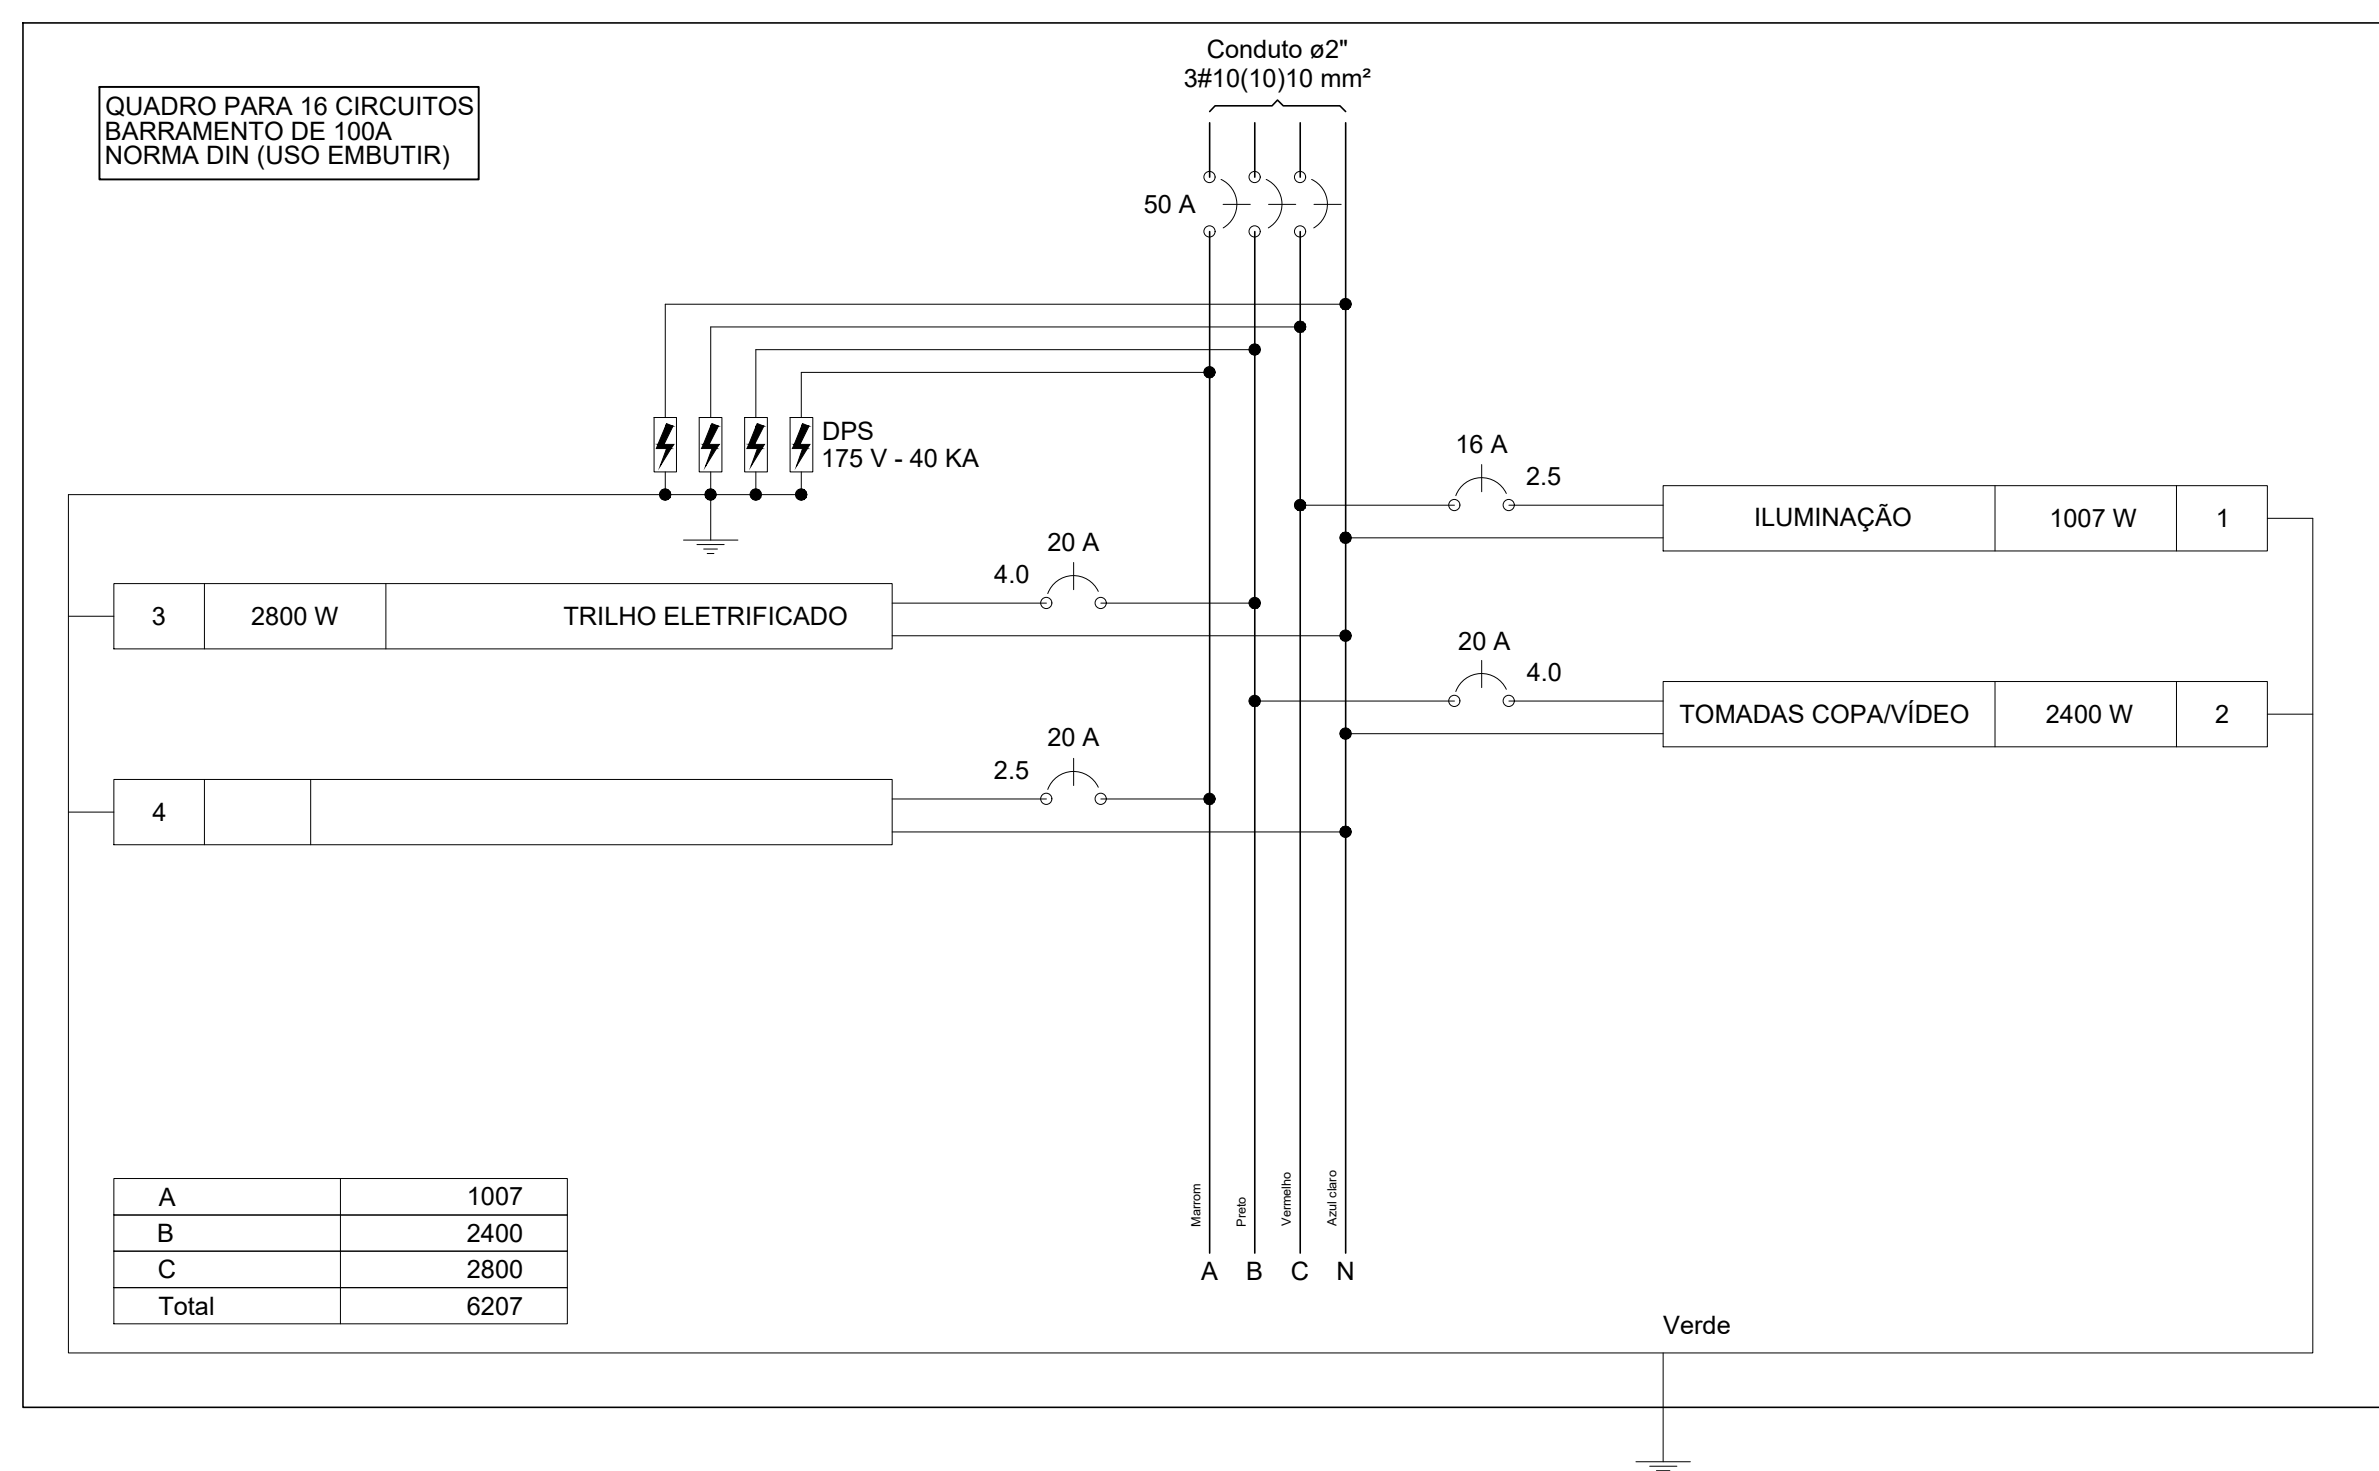 Conduto ø2"
3#10(10)10 mm²
QUADRO PARA 16 CIRCUITOS
BARRAMENTO DE 100A
NORMA DIN (USO EMBUTIR)
50 A
DPS
175 V - 40 KA
16 A
2.5
ILUMINAÇÃO 1007 W 1
20 A
4.0
3 2800 W TRILHO ELETRIFICADO
20 A
4.0
TOMADAS COPA/VÍDEO 2400 W 2
20 A
2.5
4
A 1007
B 2400
C 2800
Total 6207
Marrom
Preto
Vermelho
Azul claro
A B C N
Verde